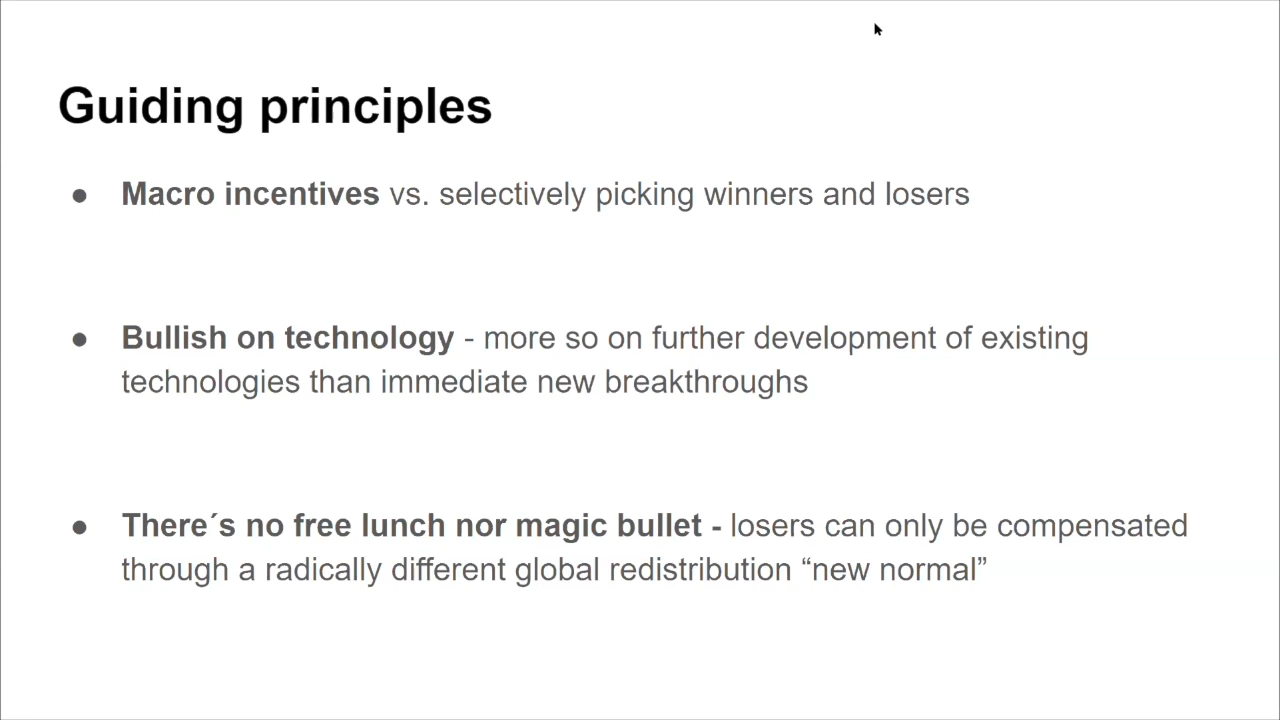 Guiding principles
● Macro incentives vs. selectively picking winners and losers
● Bullish on technology - more so on further development of existing
technologies than immediate new breakthroughs
● There´s no free lunch nor magic bullet - losers can only be compensated
through a radically different global redistribution “new normal”